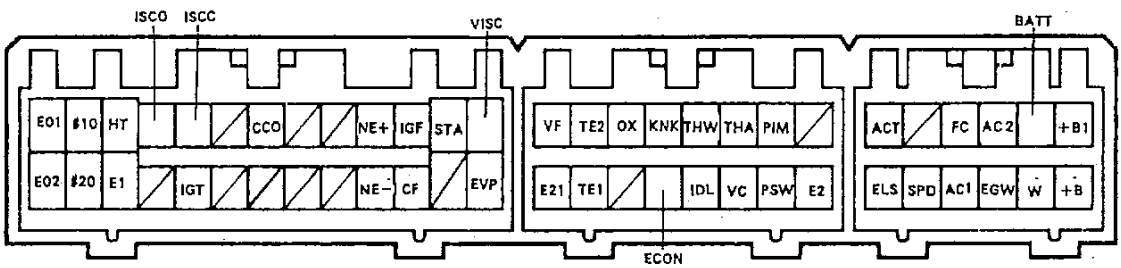 ISCO ISCC VISC BATT
E01 #10 HT CCO NE+ IGF STA VF TE2 OX KNK THW THA PIM ACT FC AC2 +B1
E02 #20 E1 IGT NE- CF EVP E21 TE1 IDL VC PSW E2 ELS SPD AC1 EGW W +B
ECON